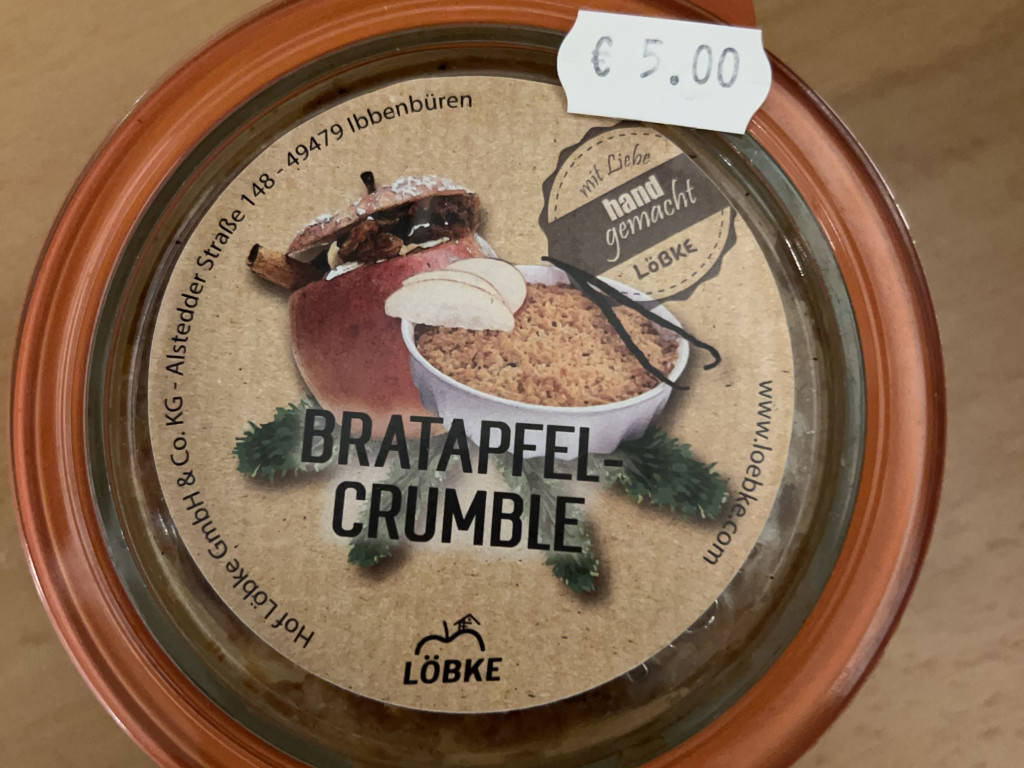 € 5.00
Hof Löbke GmbH & Co. KG - Alstedder Straße 148 - 49479 Ibbenbüren
mit Liebe
hand
gemacht
LÖBKE
BRATAPFEL-
CRUMBLE
www.loebke.com
LÖBKE